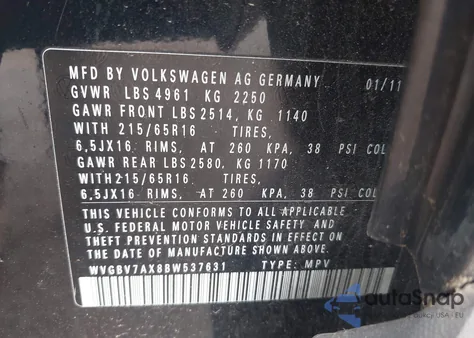 MFD BY VOLKSWAGEN AG GERMANY 01/11
GVWR LBS 4961 KG 2250
GAWR FRONT LBS 2514, KG 1140
WITH 215/65R16 TIRES,
6,5JX16 RIMS, AT 260 KPA, 38 PSI COL
GAWR REAR LBS 2580, KG 1170
WITH 215/65R16 TIRES,
6,5JX16 RIMS, AT 260 KPA, 38 PSI COL
THIS VEHICLE CONFORMS TO ALL APPLICABLE
U.S. FEDERAL MOTOR VEHICLE SAFETY AND
THEFT PREVENTION STANDARDS IN EFFECT ON THE
DATE OF MANUFACTURE SHOWN ABOVE.
WVGBV7AX8BW537631 TYPE: MPV
autoSnap